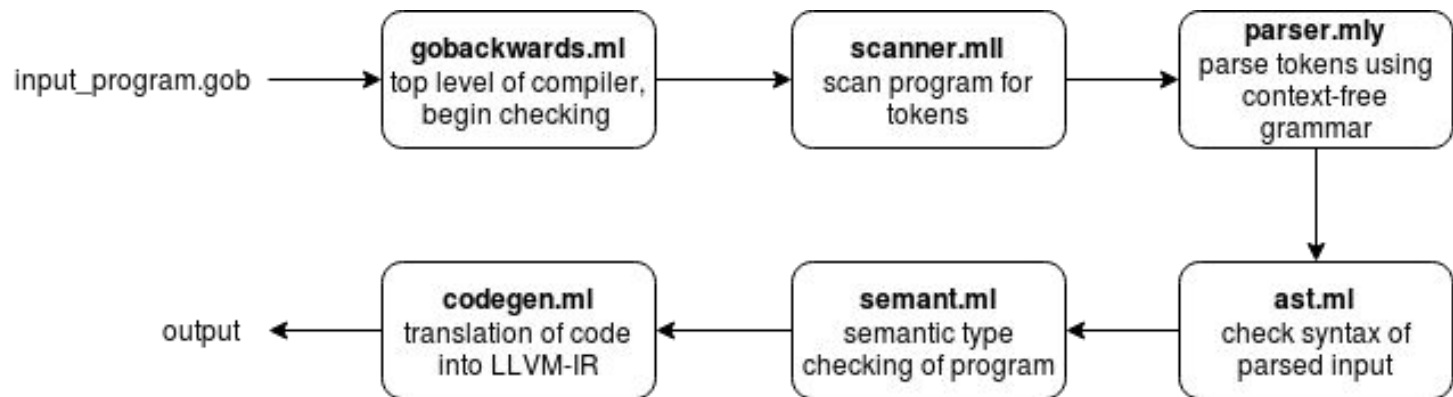 input_program.gob
gobackwards.ml
top level of compiler,
begin checking
scanner.mll
scan program for
tokens
parser.mly
parse tokens using
context-free
grammar
ast.ml
check syntax of
parsed input
semant.ml
semantic type
checking of program
codegen.ml
translation of code
into LLVM-IR
output